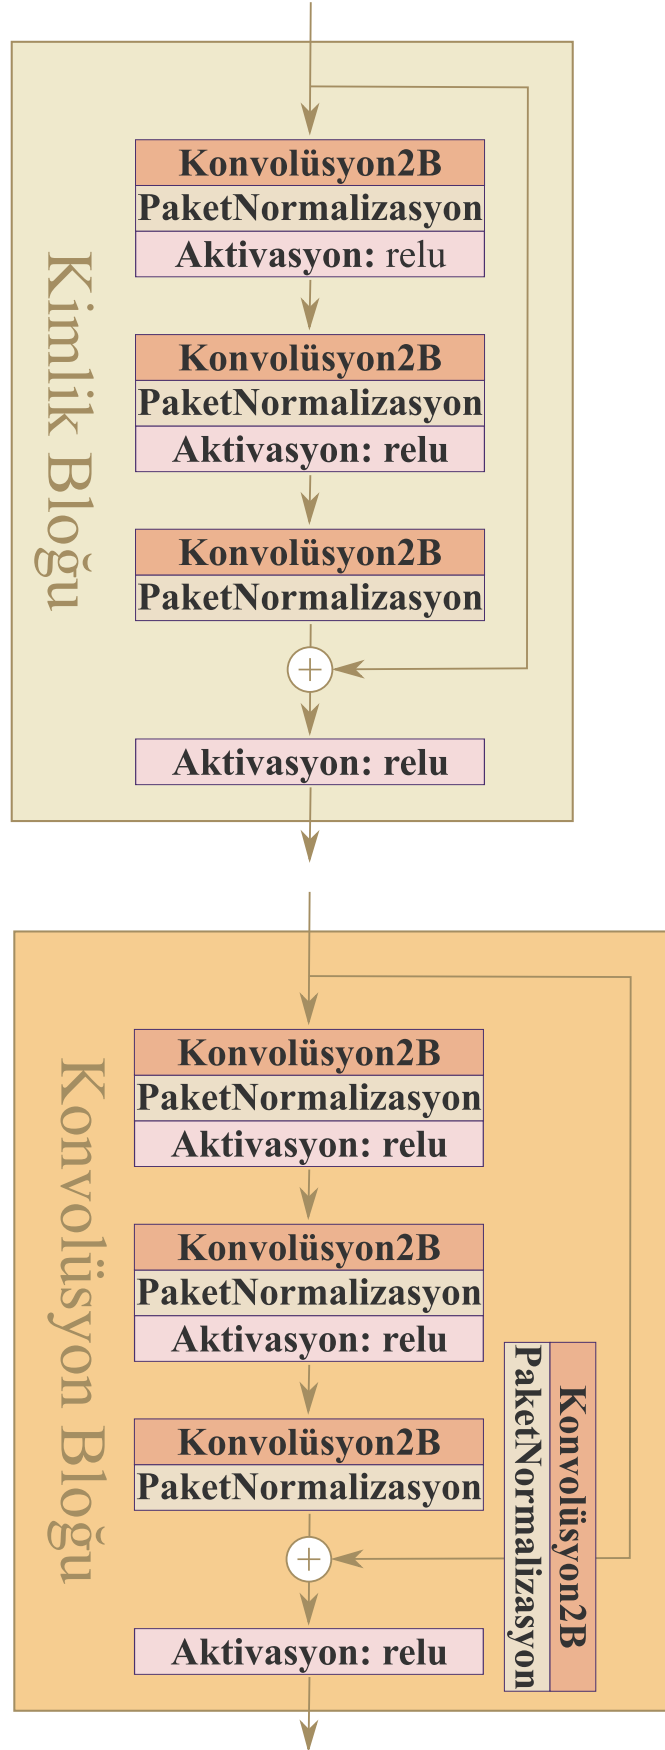 Kimlik Bloğu
Konvolüsyon2B
PaketNormalizasyon
Aktivasyon: relu
Konvolüsyon2B
PaketNormalizasyon
Aktivasyon: relu
Konvolüsyon2B
PaketNormalizasyon
+
Aktivasyon: relu
Konvolüsyon Bloğu
Konvolüsyon2B
PaketNormalizasyon
Aktivasyon: relu
Konvolüsyon2B
PaketNormalizasyon
Aktivasyon: relu
Konvolüsyon2B
PaketNormalizasyon
Konvolüsyon2B
PaketNormalizasyon
+
Aktivasyon: relu